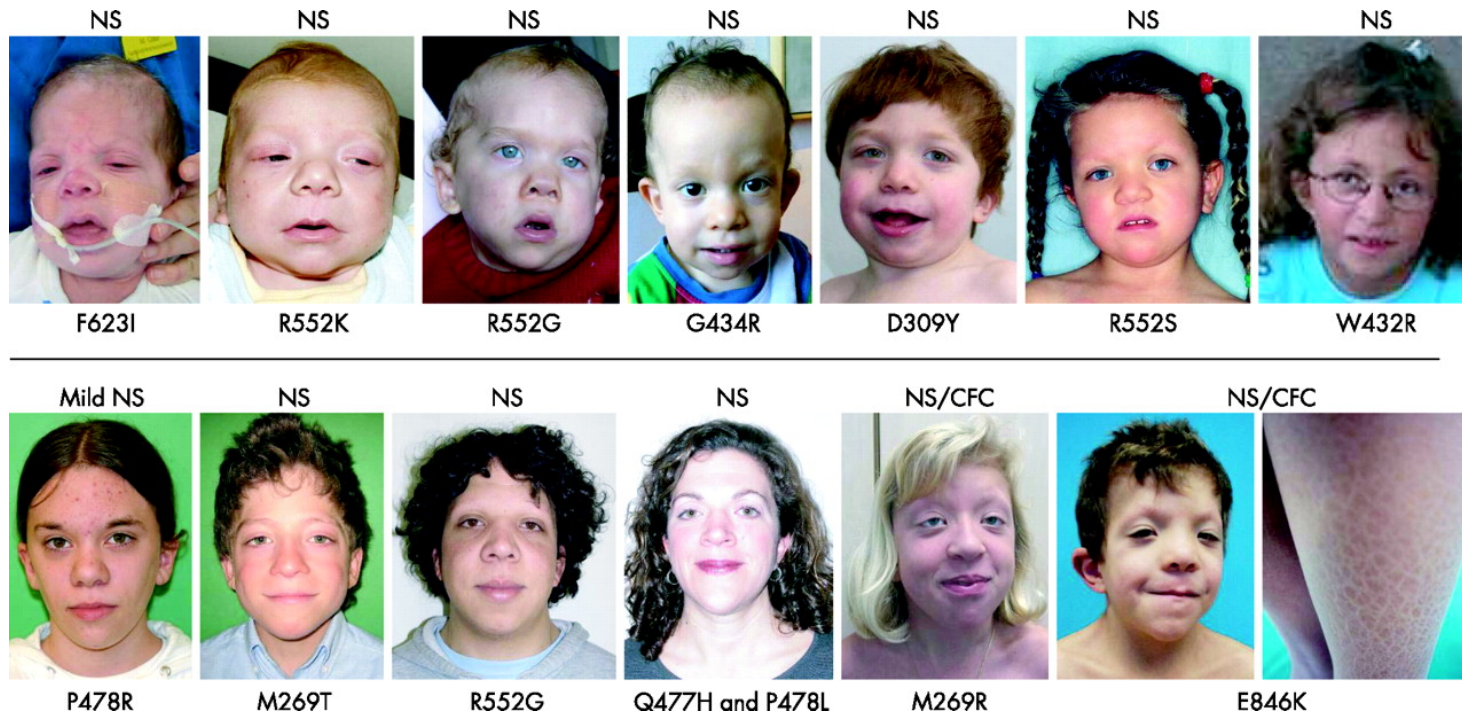 NS NS NS NS NS NS NS
F623I R552K R552G G434R D309Y R552S W432R
Mild NS NS NS NS NS/CFC NS/CFC
P478R M269T R552G Q477H and P478L M269R E846K